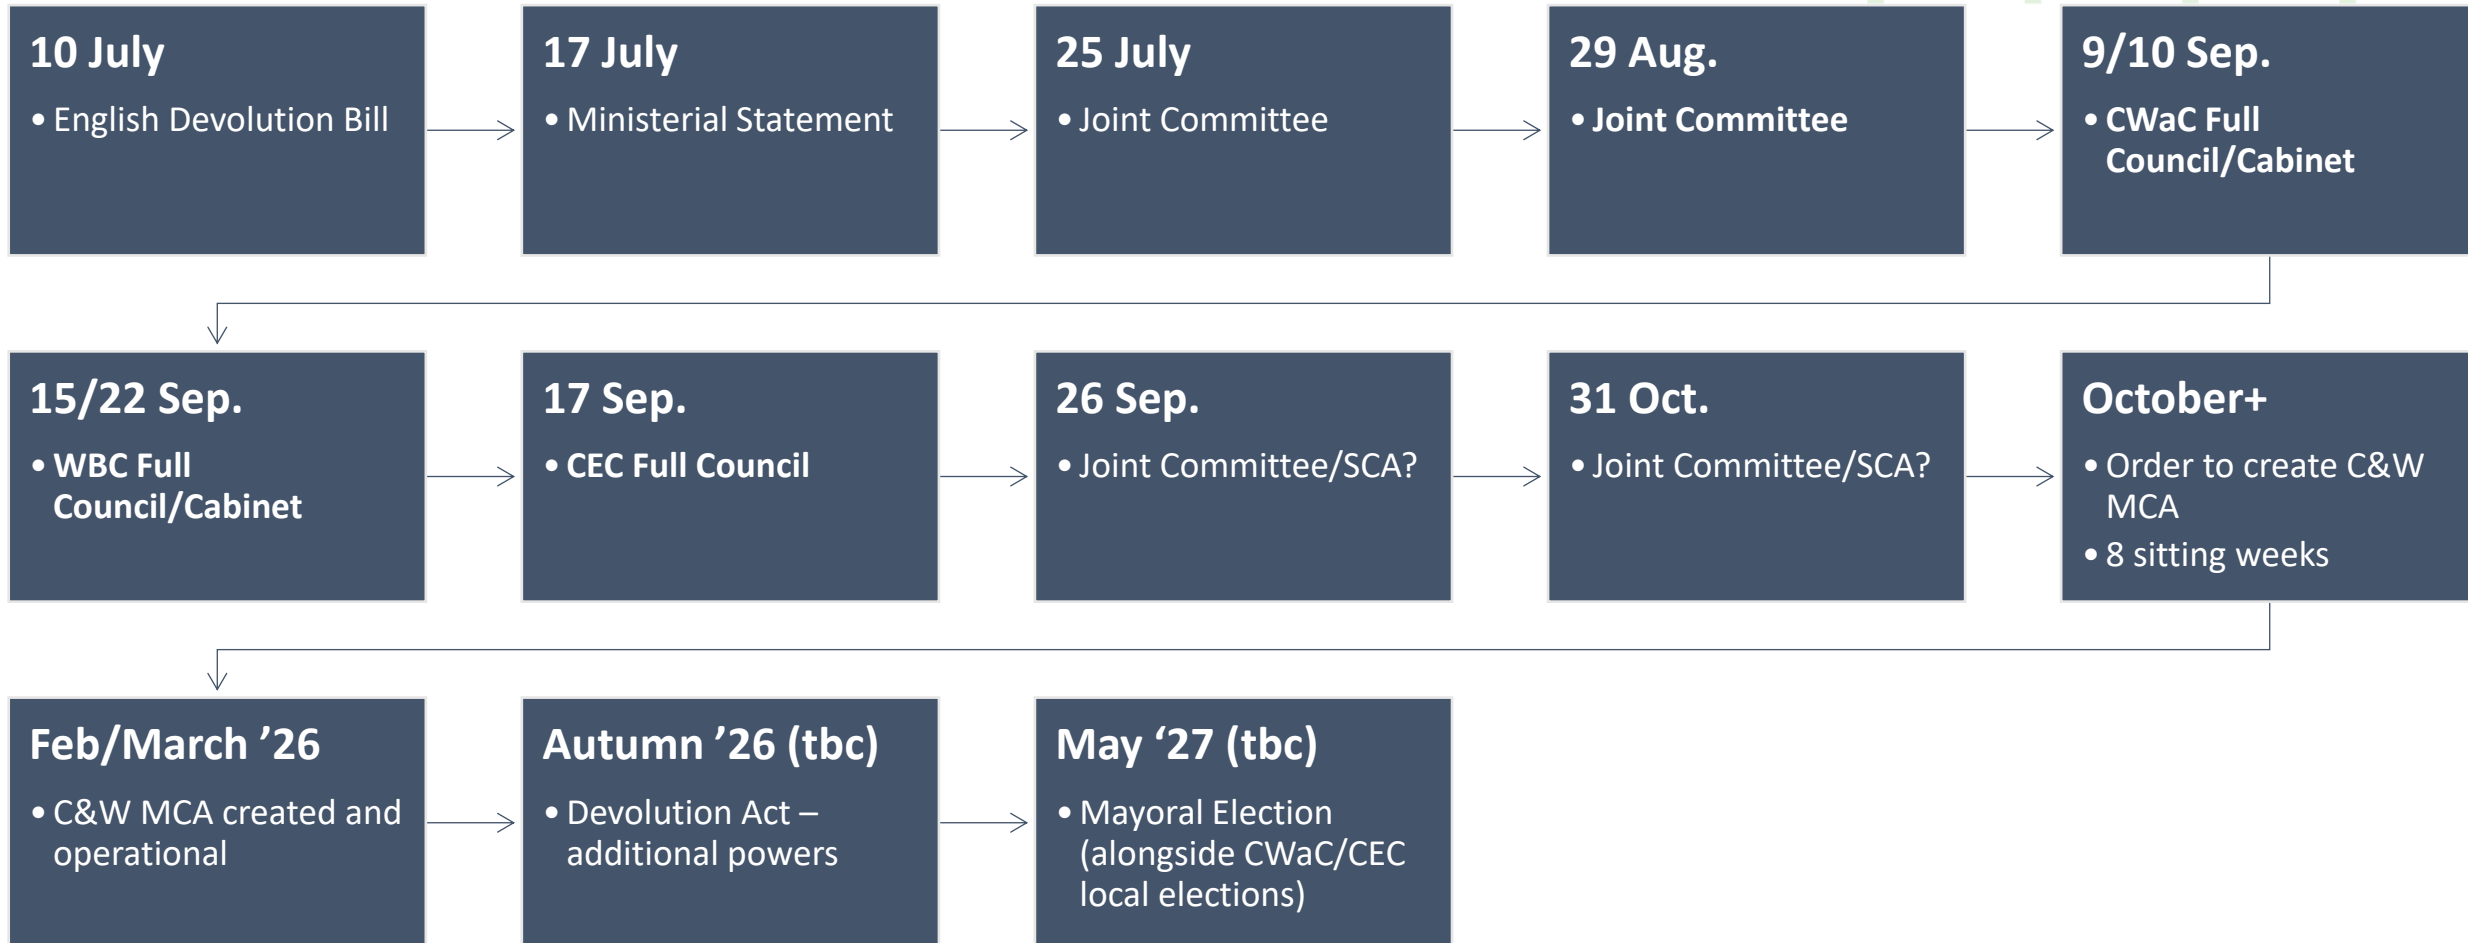 10 July
• English Devolution Bill
17 July
• Ministerial Statement
25 July
• Joint Committee
29 Aug.
• Joint Committee
9/10 Sep.
• CWaC Full
Council/Cabinet
15/22 Sep.
• WBC Full
Council/Cabinet
17 Sep.
• CEC Full Council
26 Sep.
• Joint Committee/SCA?
31 Oct.
• Joint Committee/SCA?
October+
• Order to create C&W
MCA
• 8 sitting weeks
Feb/March ’26
• C&W MCA created and
operational
Autumn ’26 (tbc)
• Devolution Act –
additional powers
May ‘27 (tbc)
• Mayoral Election
(alongside CWaC/CEC
local elections)